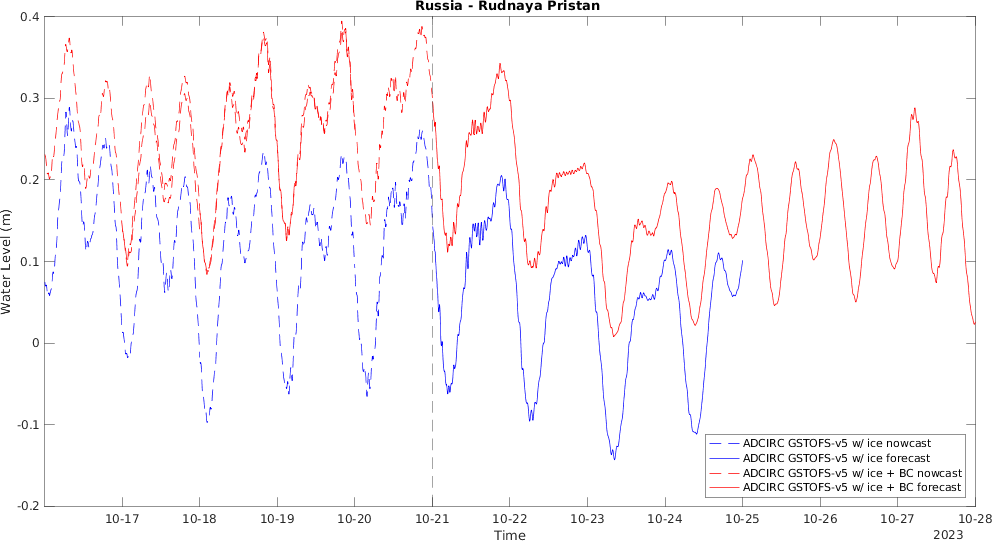 Russia - Rudnaya Pristan
0.4
0.3
0.2
0.1
0
-0.1
-0.2
Water Level (m)
ADCIRC GSTOFS-v5 w/ ice nowcast
ADCIRC GSTOFS-v5 w/ ice forecast
ADCIRC GSTOFS-v5 w/ ice + BC nowcast
ADCIRC GSTOFS-v5 w/ ice + BC forecast
10-17 10-18 10-19 10-20 10-21 10-22 10-23 10-24 10-25 10-26 10-27 10-28
Time
2023